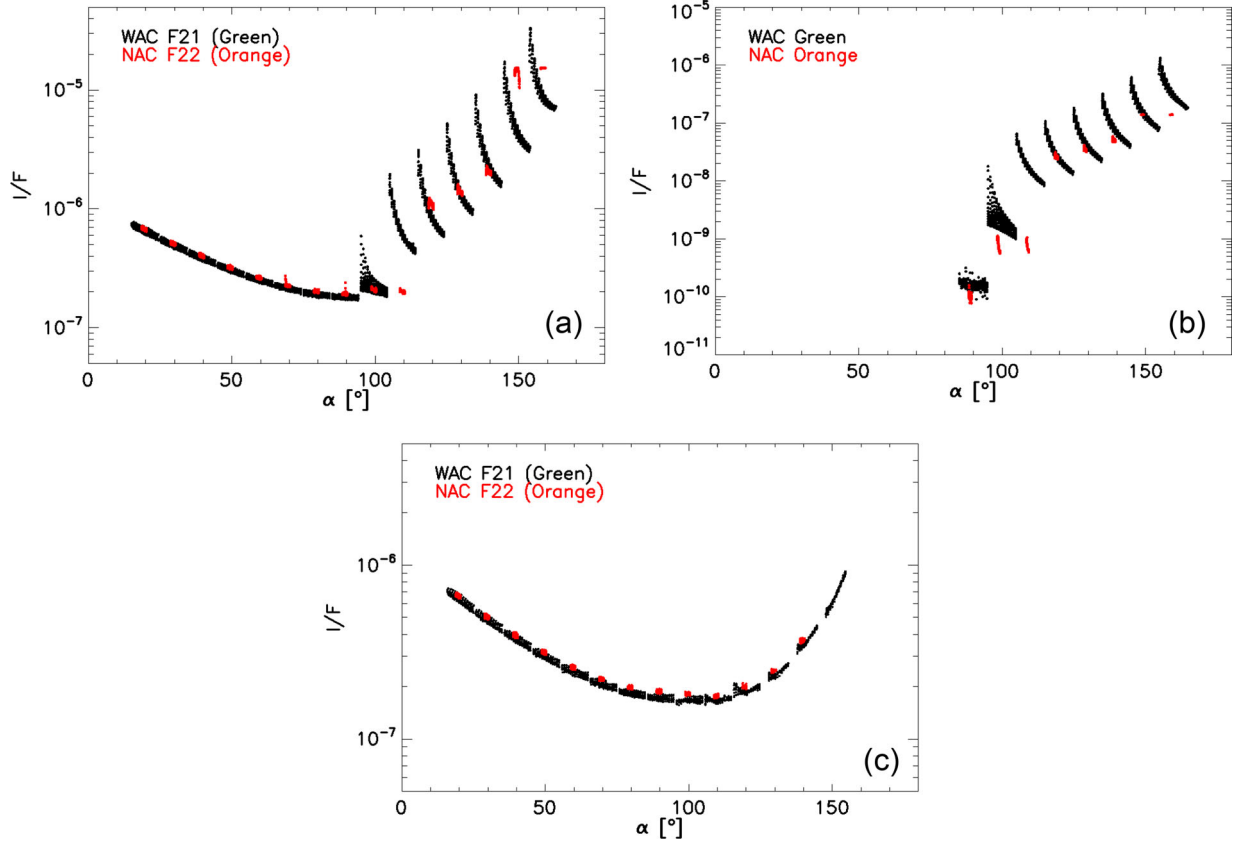 WAC F21 (Green)
NAC F22 (Orange)
10⁻⁵
10⁻⁶
10⁻⁷
I/F
0
50
100
150
α [°]
(a)
WAC Green
NAC Orange
10⁻⁵
10⁻⁶
10⁻⁷
10⁻⁸
10⁻⁹
10⁻¹⁰
10⁻¹¹
I/F
0
50
100
150
α [°]
(b)
WAC F21 (Green)
NAC F22 (Orange)
10⁻⁶
10⁻⁷
I/F
0
50
100
150
α [°]
(c)